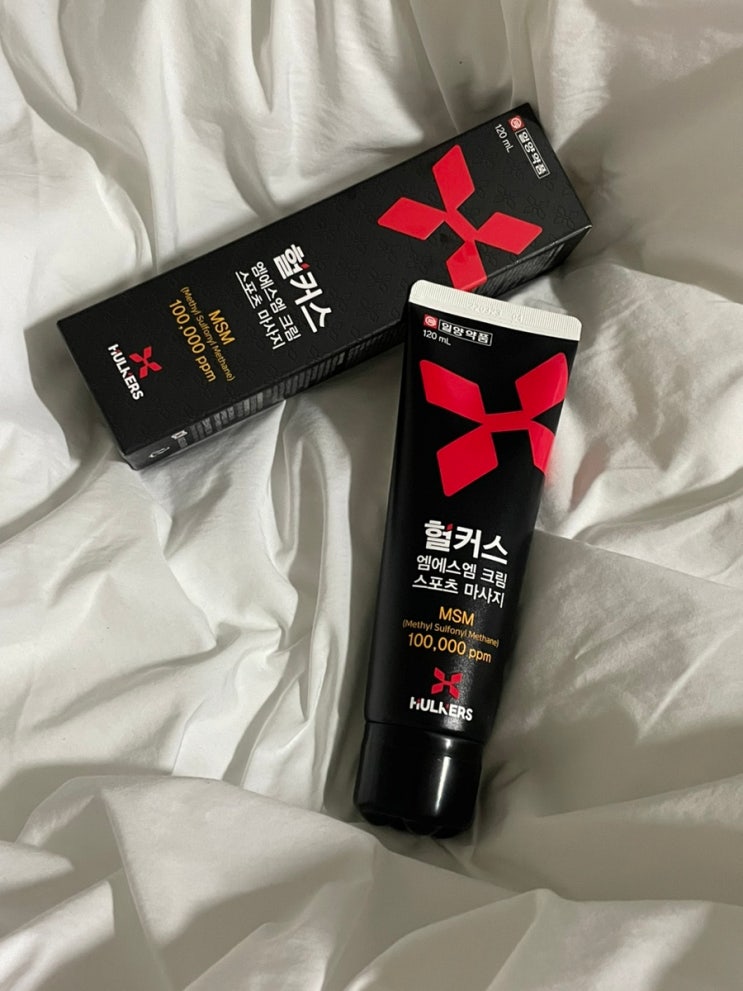 120 mL
일양약품
헐커스
엠에스엠 크림
스포츠 마사지
MSM
(Methyl Sulfonyl Methane)
100,000 ppm
HULKERS
일양약품
120 mL
헐커스
엠에스엠 크림
스포츠 마사지
MSM
(Methyl Sulfonyl Methane)
100,000 ppm
HULKERS